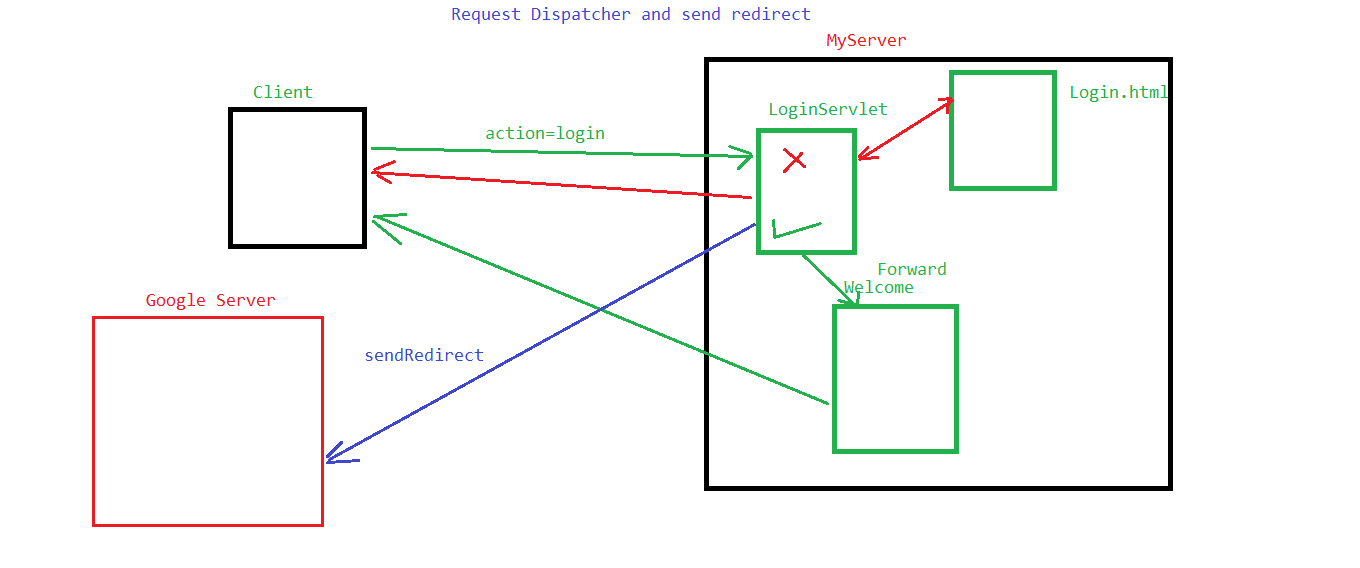 Request Dispatcher and send redirect
MyServer
Client
Login.html
LoginServlet
action=login
Forward
Welcome
Google Server
sendRedirect